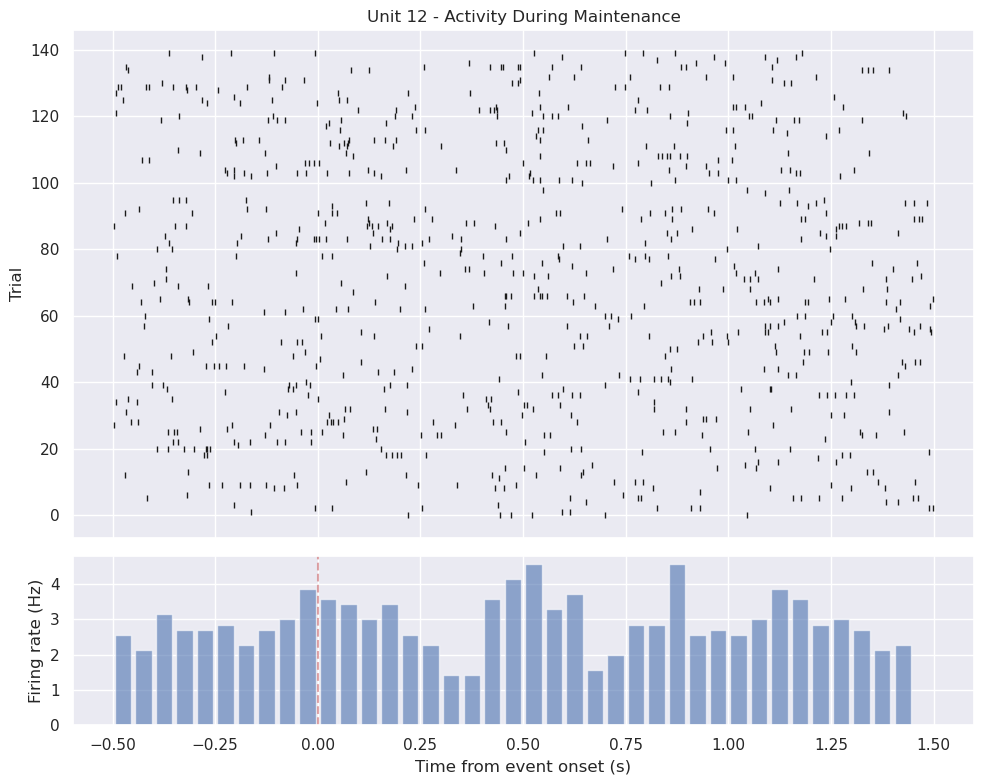 Unit 12 - Activity During Maintenance
Trial
140
120
100
80
60
40
20
0
Firing rate (Hz)
4
3
2
1
0
−0.50 −0.25 0.00 0.25 0.50 0.75 1.00 1.25 1.50
Time from event onset (s)